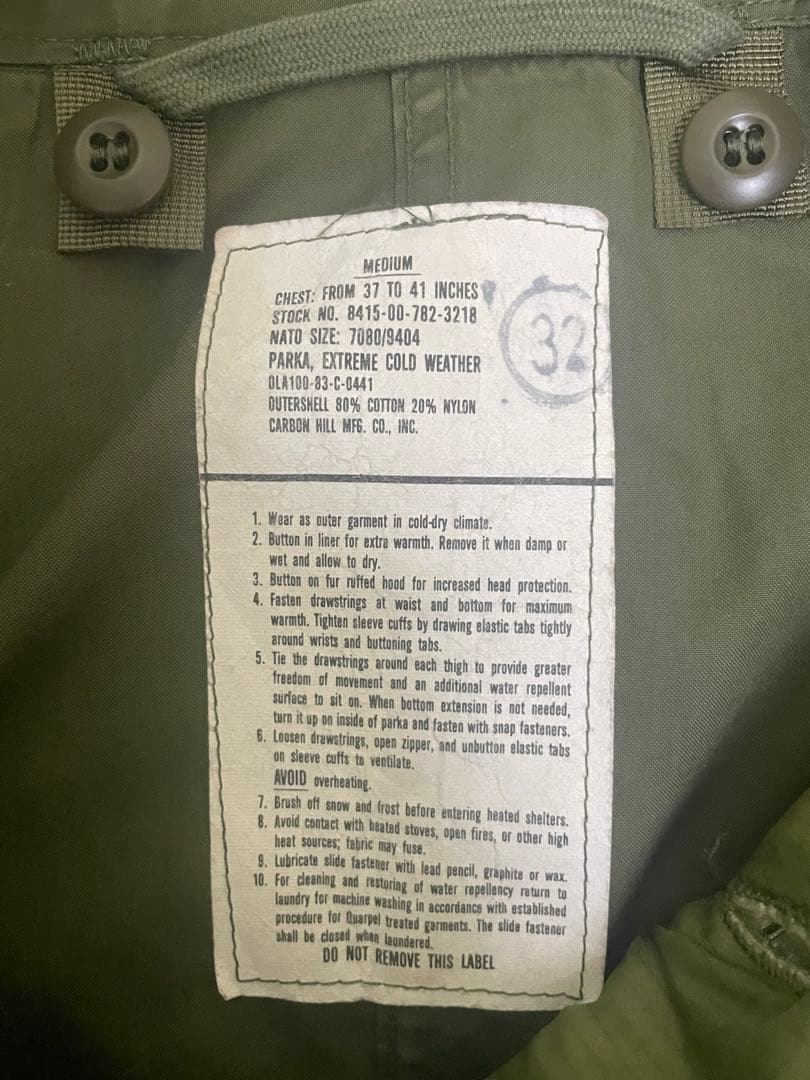 MEDIUM
CHEST: FROM 37 TO 41 INCHES
STOCK NO. 8415-00-782-3218
NATO SIZE: 7080/9404
PARKA, EXTREME COLD WEATHER
DLA100-83-C-0441
OUTERSHELL 80% COTTON 20% NYLON
CARBON HILL MFG. CO., INC.
32
1. Wear as outer garment in cold-dry climate.
2. Button in liner for extra warmth. Remove it when damp or
wet and allow to dry.
3. Button on fur ruffed hood for increased head protection.
4. Fasten drawstrings at waist and bottom for maximum
warmth. Tighten sleeve cuffs by drawing elastic tabs tightly
around wrists and buttoning tabs.
5. Tie the drawstrings around each thigh to provide greater
freedom of movement and an additional water repellent
surface to sit on. When bottom extension is not needed,
turn it up on inside of parka and fasten with snap fasteners.
6. Loosen drawstrings, open zipper, and unbutton elastic tabs
on sleeve cuffs to ventilate.
AVOID overheating.
7. Brush off snow and frost before entering heated shelters.
8. Avoid contact with heated stoves, open fires, or other high
heat sources; fabric may fuse.
9. Lubricate slide fastener with lead pencil, graphite or wax.
10. For cleaning and restoring of water repellency return to
laundry for machine washing in accordance with established
procedure for Quarpel treated garments. The slide fastener
shall be closed when laundered.
DO NOT REMOVE THIS LABEL